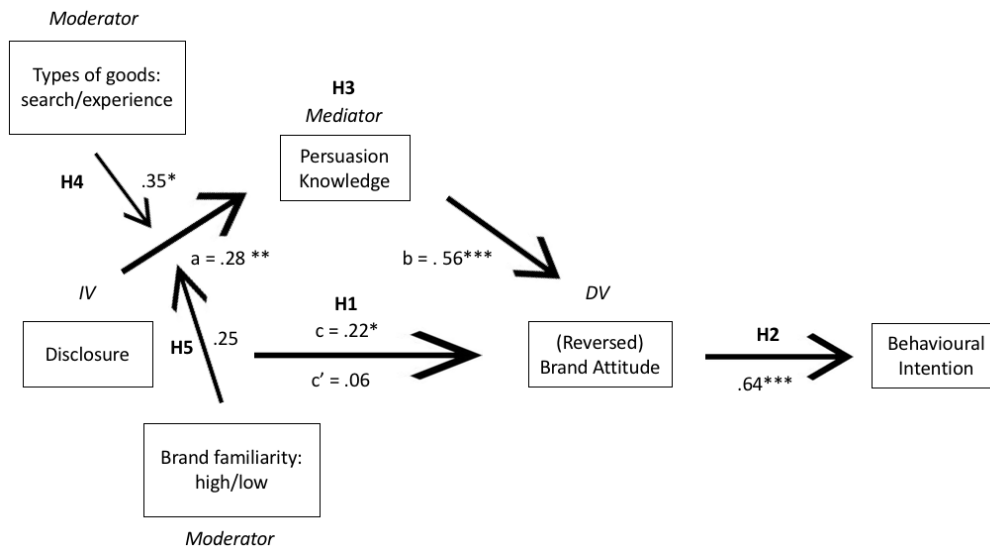 Moderator
Types of goods:
search/experience
H3
Mediator
Persuasion
Knowledge
H4
.35*
a = .28 **
b = . 56***
IV
Disclosure
H5
.25
H1
c = .22*
c’ = .06
DV
(Reversed)
Brand Attitude
H2
.64***
Behavioural
Intention
Brand familiarity:
high/low
Moderator